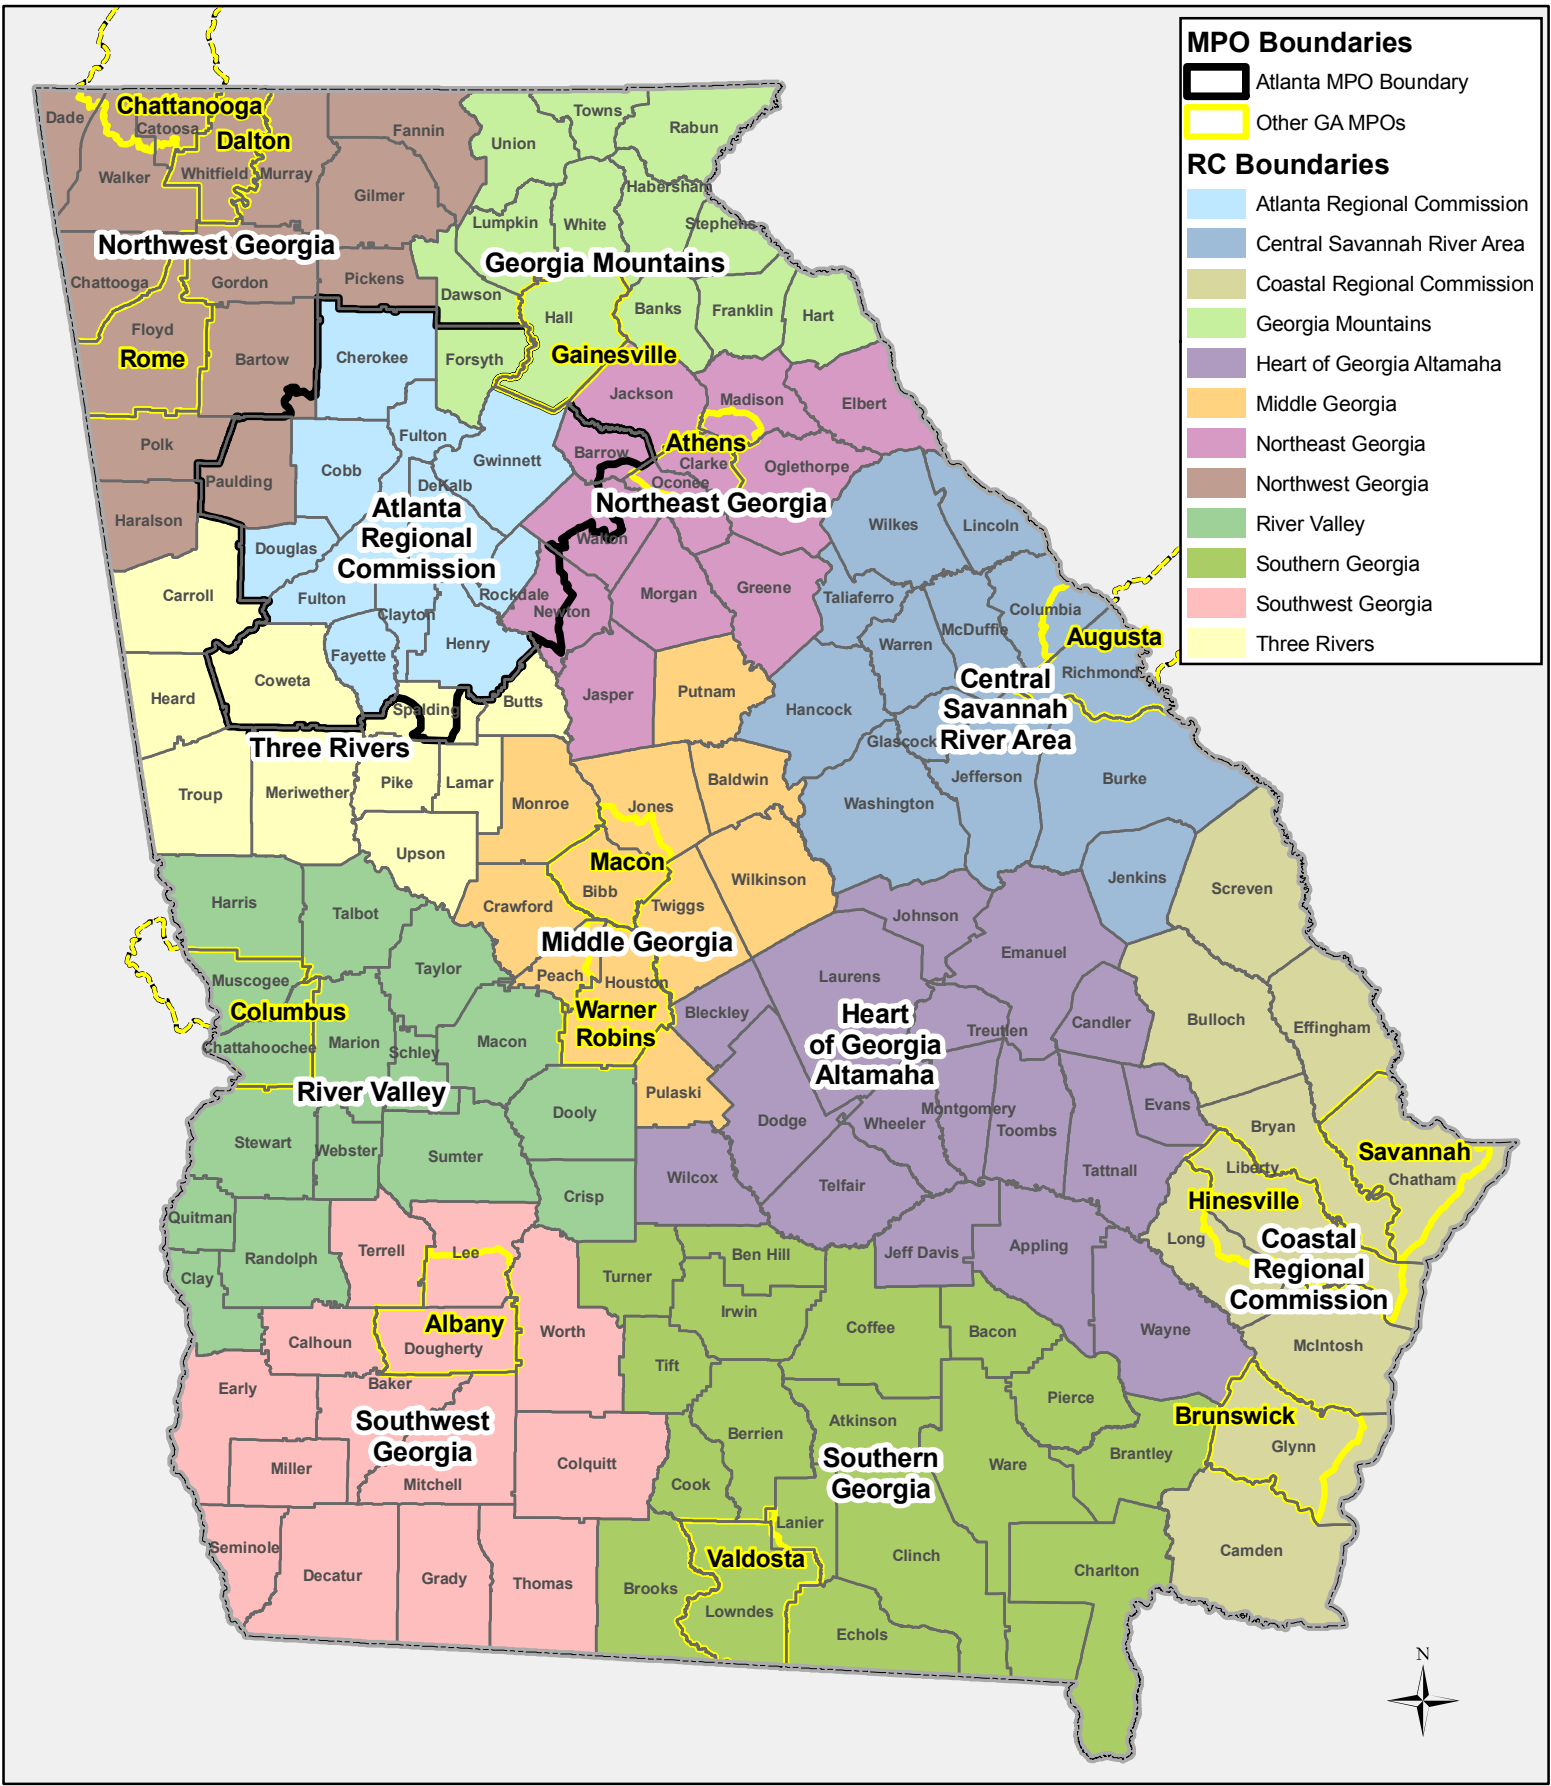 MPO Boundaries
Atlanta MPO Boundary
Other GA MPOs
RC Boundaries
Atlanta Regional Commission
Central Savannah River Area
Coastal Regional Commission
Georgia Mountains
Heart of Georgia Altamaha
Middle Georgia
Northeast Georgia
Northwest Georgia
River Valley
Southern Georgia
Southwest Georgia
Three Rivers
Dade
Chattanooga
Catoosa
Dalton
Fannin
Union
Towns
Rabun
Walker
Whitfield
Murray
Gilmer
Habersham
Lumpkin
White
Stephens
Northwest Georgia
Georgia Mountains
Chattooga
Gordon
Pickens
Dawson
Hall
Banks
Franklin
Hart
Floyd
Rome
Bartow
Cherokee
Forsyth
Gainesville
Jackson
Madison
Elbert
Polk
Paulding
Cobb
Fulton
Gwinnett
DeKalb
Barrow
Athens
Clarke
Oconee
Oglethorpe
Northeast Georgia
Haralson
Atlanta
Regional
Commission
Douglas
Walton
Wilkes
Lincoln
Carroll
Fulton
Clayton
Rockdale
Newton
Morgan
Greene
Taliaferro
Columbia
McDuffie
Warren
Augusta
Richmond
Heard
Coweta
Fayette
Henry
Spalding
Butts
Jasper
Putnam
Hancock
Glascock
Central
Savannah
River Area
Three Rivers
Troup
Meriwether
Pike
Lamar
Monroe
Jones
Baldwin
Washington
Jefferson
Burke
Upson
Macon
Bibb
Crawford
Twiggs
Wilkinson
Jenkins
Screven
Harris
Talbot
Taylor
Middle Georgia
Peach
Houston
Warner
Robins
Johnson
Emanuel
Laurens
Bleckley
Heart
of Georgia
Altamaha
Treutlen
Candler
Bulloch
Effingham
Muscogee
Columbus
Chattahoochee
Marion
Schley
Macon
River Valley
Pulaski
Dooly
Dodge
Wheeler
Montgomery
Toombs
Evans
Bryan
Stewart
Webster
Sumter
Crisp
Wilcox
Telfair
Tattnall
Liberty
Savannah
Chatham
Hinesville
Long
Coastal
Regional
Commission
Quitman
Randolph
Clay
Terrell
Lee
Turner
Ben Hill
Jeff Davis
Appling
Wayne
McIntosh
Calhoun
Albany
Dougherty
Worth
Irwin
Coffee
Bacon
Tift
Pierce
Early
Baker
Southwest
Georgia
Miller
Mitchell
Colquitt
Berrien
Cook
Atkinson
Southern
Georgia
Ware
Brantley
Brunswick
Glynn
Seminole
Decatur
Grady
Thomas
Brooks
Valdosta
Lowndes
Lanier
Clinch
Echols
Charlton
Camden
N